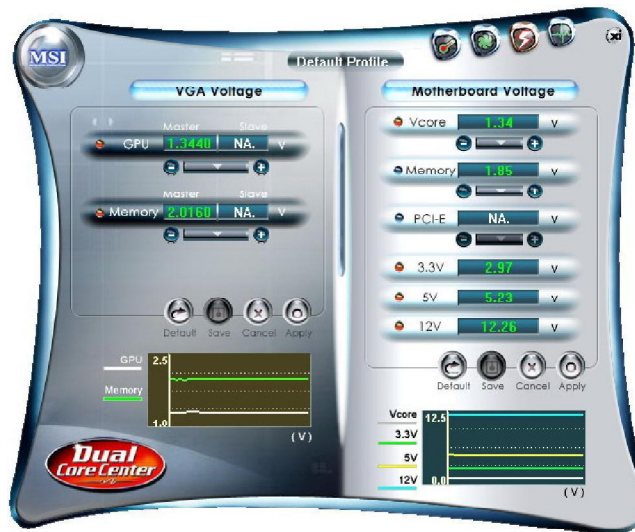 MSI
xi
Default Profile
VGA Voltage
Master Slave
GPU 1.3440 NA. V
Master Slave
Memory 2.0160 NA. V
Default Save Cancel Apply
GPU
Memory
2.5
1.0
(V)
Dual
Core Center
Motherboard Voltage
Vcore 1.34 V
Memory 1.85 V
PCI-E NA. V
3.3V 2.97 V
5V 5.23 V
12V 12.26 V
Default Save Cancel Apply
Vcore
3.3V
5V
12V
12.5
0.0
(V)